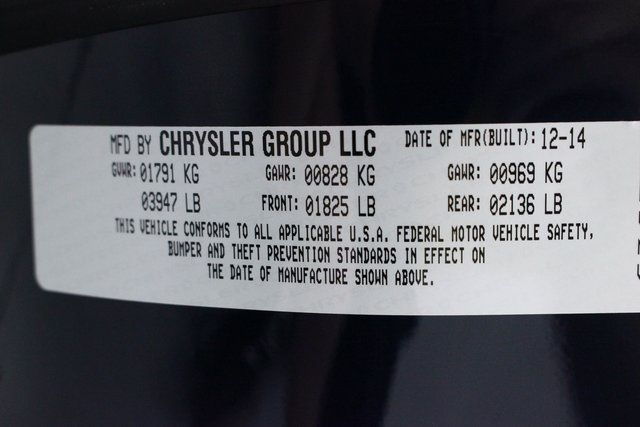 MFD BY CHRYSLER GROUP LLC DATE OF MFR(BUILT): 12-14
GVWR: 01791 KG GAWR: 00828 KG GAWR: 00969 KG
03947 LB FRONT: 01825 LB REAR: 02136 LB
THIS VEHICLE CONFORMS TO ALL APPLICABLE U.S.A. FEDERAL MOTOR VEHICLE SAFETY,
BUMPER AND THEFT PREVENTION STANDARDS IN EFFECT ON
THE DATE OF MANUFACTURE SHOWN ABOVE.